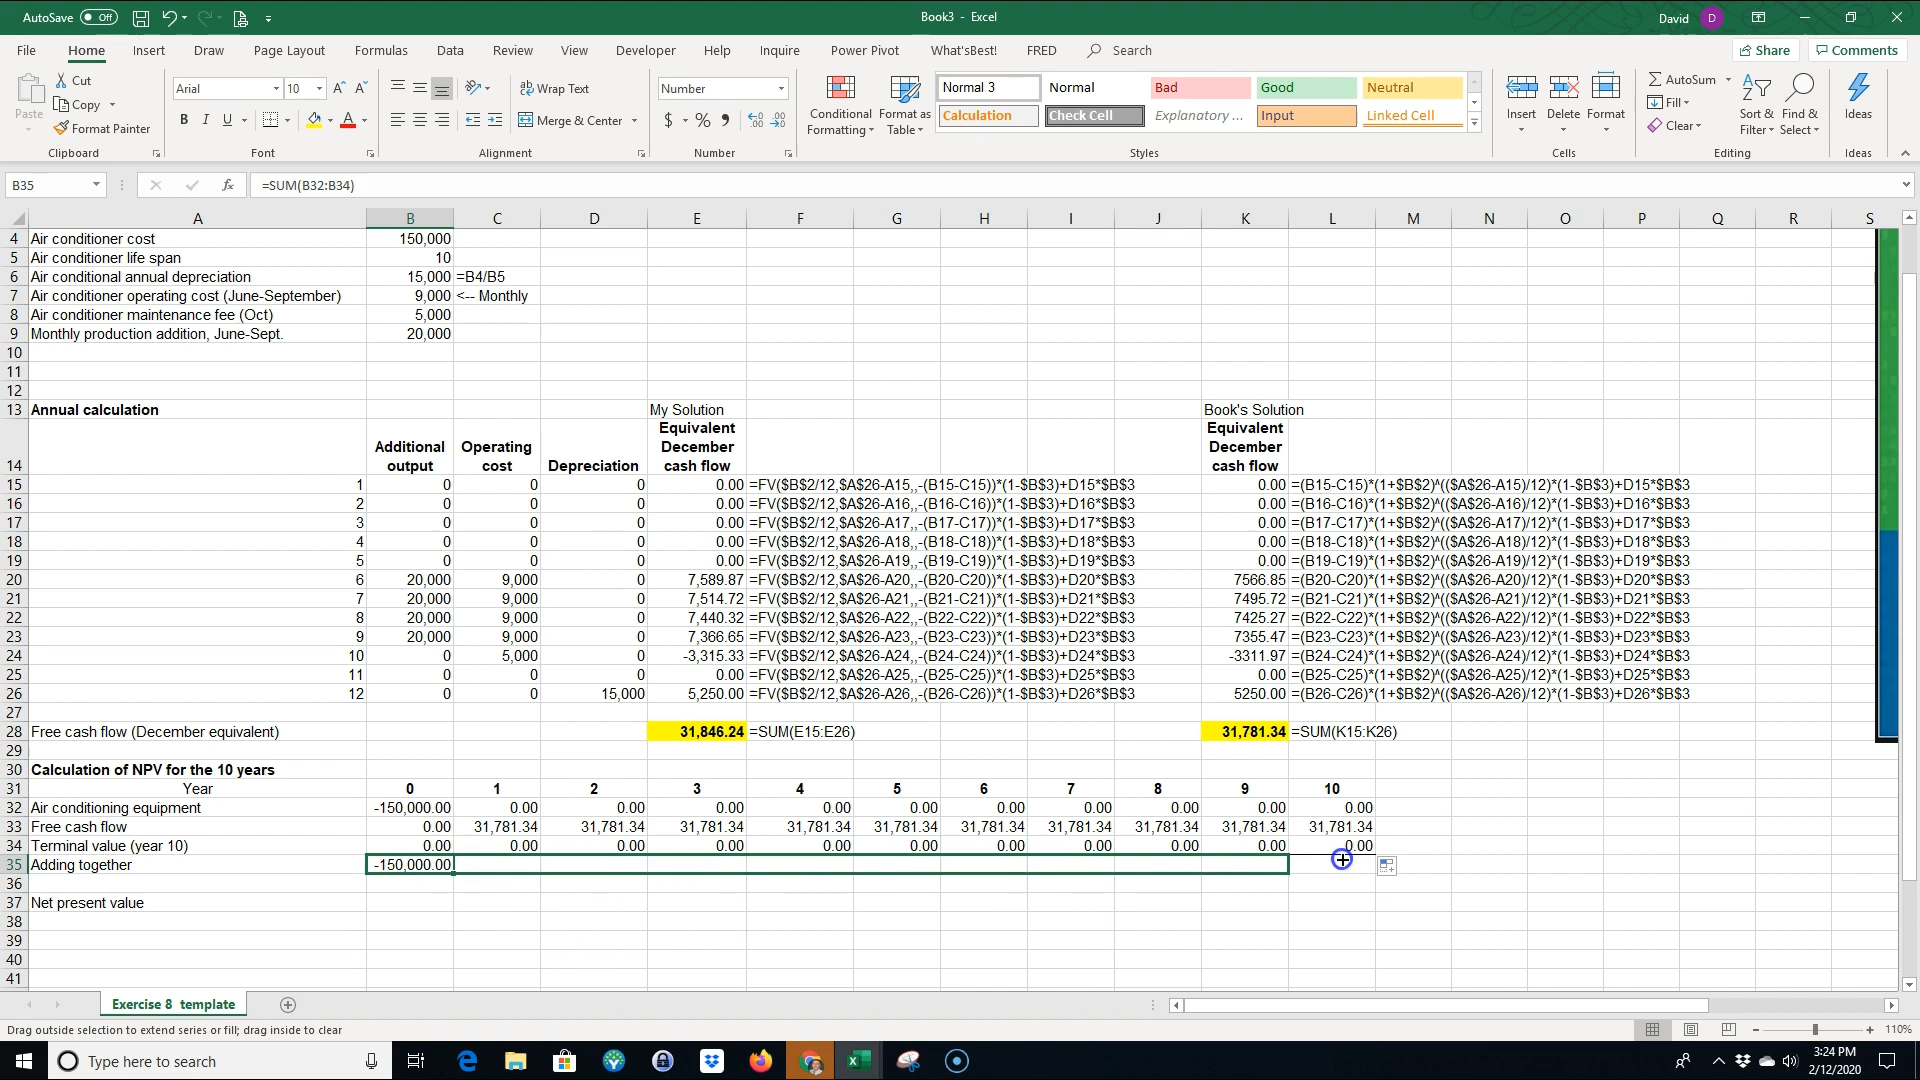 AutoSave Off Book3 - Excel David D
File Home Insert Draw Page Layout Formulas Data Review View Developer Help Inquire Power Pivot What'sBest! FRED Search Share Comments
Paste Cut Copy Format Painter Clipboard
Arial 10 B I U Font
Wrap Text Merge & Center Alignment
Number $ % Number
Conditional Formatting Format as Table
Normal 3 Normal Bad Good Neutral
Calculation Check Cell Explanatory ... Input Linked Cell
Styles
Insert Delete Format Cells
AutoSum Fill Clear Sort & Filter Find & Select Editing
Ideas Ideas
B35 fx =SUM(B32:B34)
A B C D E F G H I J K L M N O P Q R S
4 Air conditioner cost 150,000
5 Air conditioner life span 10
6 Air conditional annual depreciation 15,000 =B4/B5
7 Air conditioner operating cost (June-September) 9,000 <-- Monthly
8 Air conditioner maintenance fee (Oct) 5,000
9 Monthly production addition, June-Sept. 20,000
10
11
12
13 Annual calculation My Solution Book's Solution
14 Additional output Operating cost Depreciation Equivalent December cash flow Equivalent December cash flow
15 1 0 0 0 0.00 =FV($B$2/12,$A$26-A15,,-(B15-C15))*(1-$B$3)+D15*$B$3 0.00 =(B15-C15)*(1+$B$2)^(($A$26-A15)/12)*(1-$B$3)+D15*$B$3
16 2 0 0 0 0.00 =FV($B$2/12,$A$26-A16,,-(B16-C16))*(1-$B$3)+D16*$B$3 0.00 =(B16-C16)*(1+$B$2)^(($A$26-A16)/12)*(1-$B$3)+D16*$B$3
17 3 0 0 0 0.00 =FV($B$2/12,$A$26-A17,,-(B17-C17))*(1-$B$3)+D17*$B$3 0.00 =(B17-C17)*(1+$B$2)^(($A$26-A17)/12)*(1-$B$3)+D17*$B$3
18 4 0 0 0 0.00 =FV($B$2/12,$A$26-A18,,-(B18-C18))*(1-$B$3)+D18*$B$3 0.00 =(B18-C18)*(1+$B$2)^(($A$26-A18)/12)*(1-$B$3)+D18*$B$3
19 5 0 0 0 0.00 =FV($B$2/12,$A$26-A19,,-(B19-C19))*(1-$B$3)+D19*$B$3 0.00 =(B19-C19)*(1+$B$2)^(($A$26-A19)/12)*(1-$B$3)+D19*$B$3
20 6 20,000 9,000 0 7,589.87 =FV($B$2/12,$A$26-A20,,-(B20-C20))*(1-$B$3)+D20*$B$3 7566.85 =(B20-C20)*(1+$B$2)^(($A$26-A20)/12)*(1-$B$3)+D20*$B$3
21 7 20,000 9,000 0 7,514.72 =FV($B$2/12,$A$26-A21,,-(B21-C21))*(1-$B$3)+D21*$B$3 7495.72 =(B21-C21)*(1+$B$2)^(($A$26-A21)/12)*(1-$B$3)+D21*$B$3
22 8 20,000 9,000 0 7,440.32 =FV($B$2/12,$A$26-A22,,-(B22-C22))*(1-$B$3)+D22*$B$3 7425.27 =(B22-C22)*(1+$B$2)^(($A$26-A22)/12)*(1-$B$3)+D22*$B$3
23 9 20,000 9,000 0 7,366.65 =FV($B$2/12,$A$26-A23,,-(B23-C23))*(1-$B$3)+D23*$B$3 7355.47 =(B23-C23)*(1+$B$2)^(($A$26-A23)/12)*(1-$B$3)+D23*$B$3
24 10 0 5,000 0 -3,315.33 =FV($B$2/12,$A$26-A24,,-(B24-C24))*(1-$B$3)+D24*$B$3 -3311.97 =(B24-C24)*(1+$B$2)^(($A$26-A24)/12)*(1-$B$3)+D24*$B$3
25 11 0 0 0 0.00 =FV($B$2/12,$A$26-A25,,-(B25-C25))*(1-$B$3)+D25*$B$3 0.00 =(B25-C25)*(1+$B$2)^(($A$26-A25)/12)*(1-$B$3)+D25*$B$3
26 12 0 0 15,000 5,250.00 =FV($B$2/12,$A$26-A26,,-(B26-C26))*(1-$B$3)+D26*$B$3 5250.00 =(B26-C26)*(1+$B$2)^(($A$26-A26)/12)*(1-$B$3)+D26*$B$3
27
28 Free cash flow (December equivalent) 31,846.24 =SUM(E15:E26) 31,781.34 =SUM(K15:K26)
29
30 Calculation of NPV for the 10 years
31 Year 0 1 2 3 4 5 6 7 8 9 10
32 Air conditioning equipment -150,000.00 0.00 0.00 0.00 0.00 0.00 0.00 0.00 0.00 0.00 0.00
33 Free cash flow 0.00 31,781.34 31,781.34 31,781.34 31,781.34 31,781.34 31,781.34 31,781.34 31,781.34 31,781.34 31,781.34
34 Terminal value (year 10) 0.00 0.00 0.00 0.00 0.00 0.00 0.00 0.00 0.00 0.00 0.00
35 Adding together -150,000.00
36
37 Net present value
38
39
40
41
Exercise 8 template
Drag outside selection to extend series or fill; drag inside to clear 110%
Type here to search 3:24 PM
2/12/2020